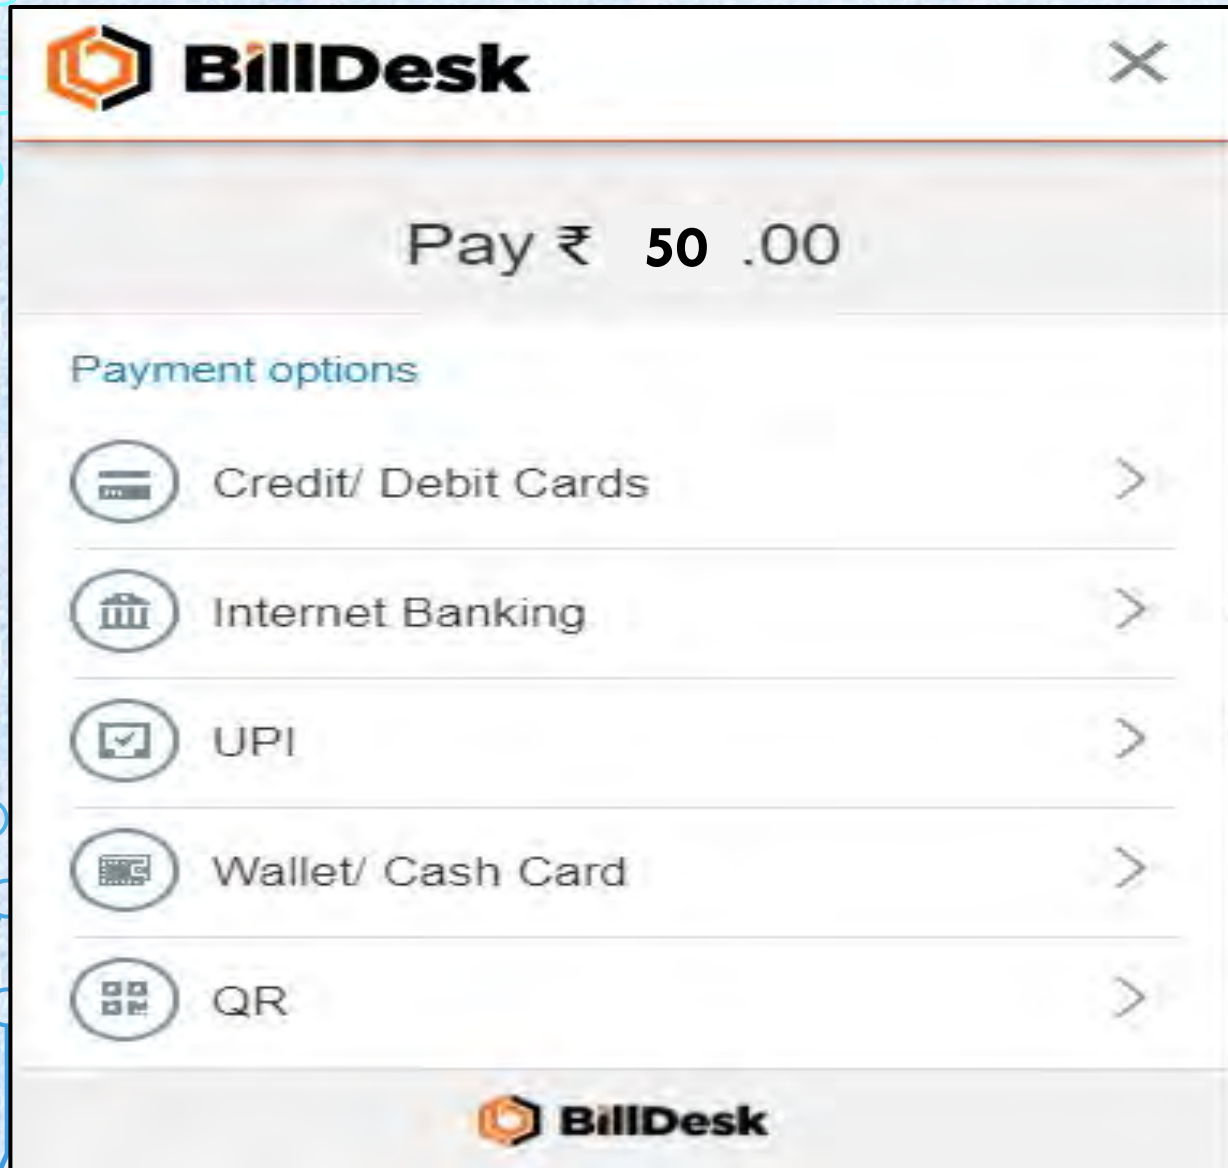 BillDesk
Pay ₹ 50 .00
Payment options
Credit/ Debit Cards
Internet Banking
UPI
Wallet/ Cash Card
QR
BillDesk